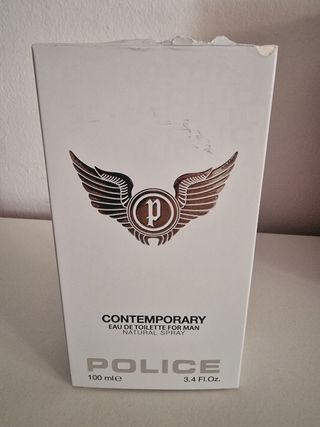 P
CONTEMPORARY
EAU DE TOILETTE FOR MAN
NATURAL SPRAY
POLICE
100 ml e 3.4 Fl.Oz.